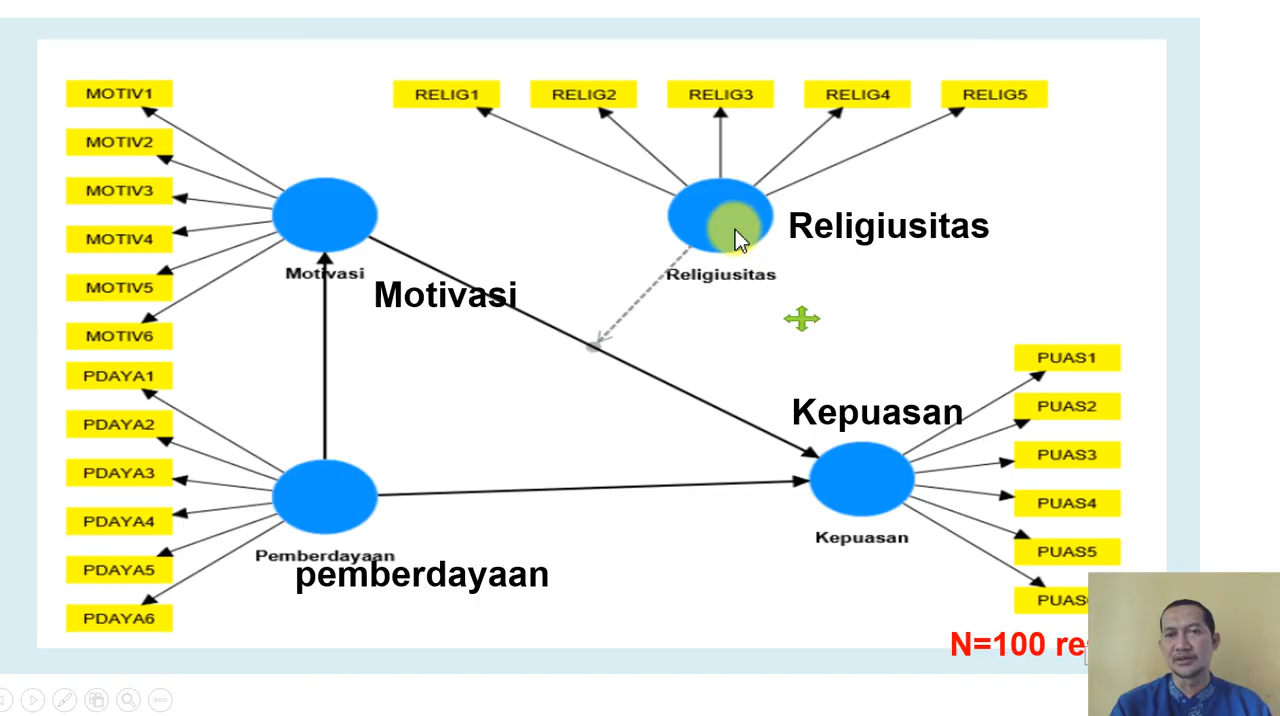 MOTIV1
MOTIV2
MOTIV3
MOTIV4
MOTIV5
MOTIV6
RELIG1 RELIG2 RELIG3 RELIG4 RELIG5
Motivasi
Motivasi
Religiusitas
Religiusitas
PDAYA1
PDAYA2
PDAYA3
PDAYA4
PDAYA5
PDAYA6
Pemberdayaan
pemberdayaan
Kepuasan
Kepuasan
PUAS1
PUAS2
PUAS3
PUAS4
PUAS5
N=100